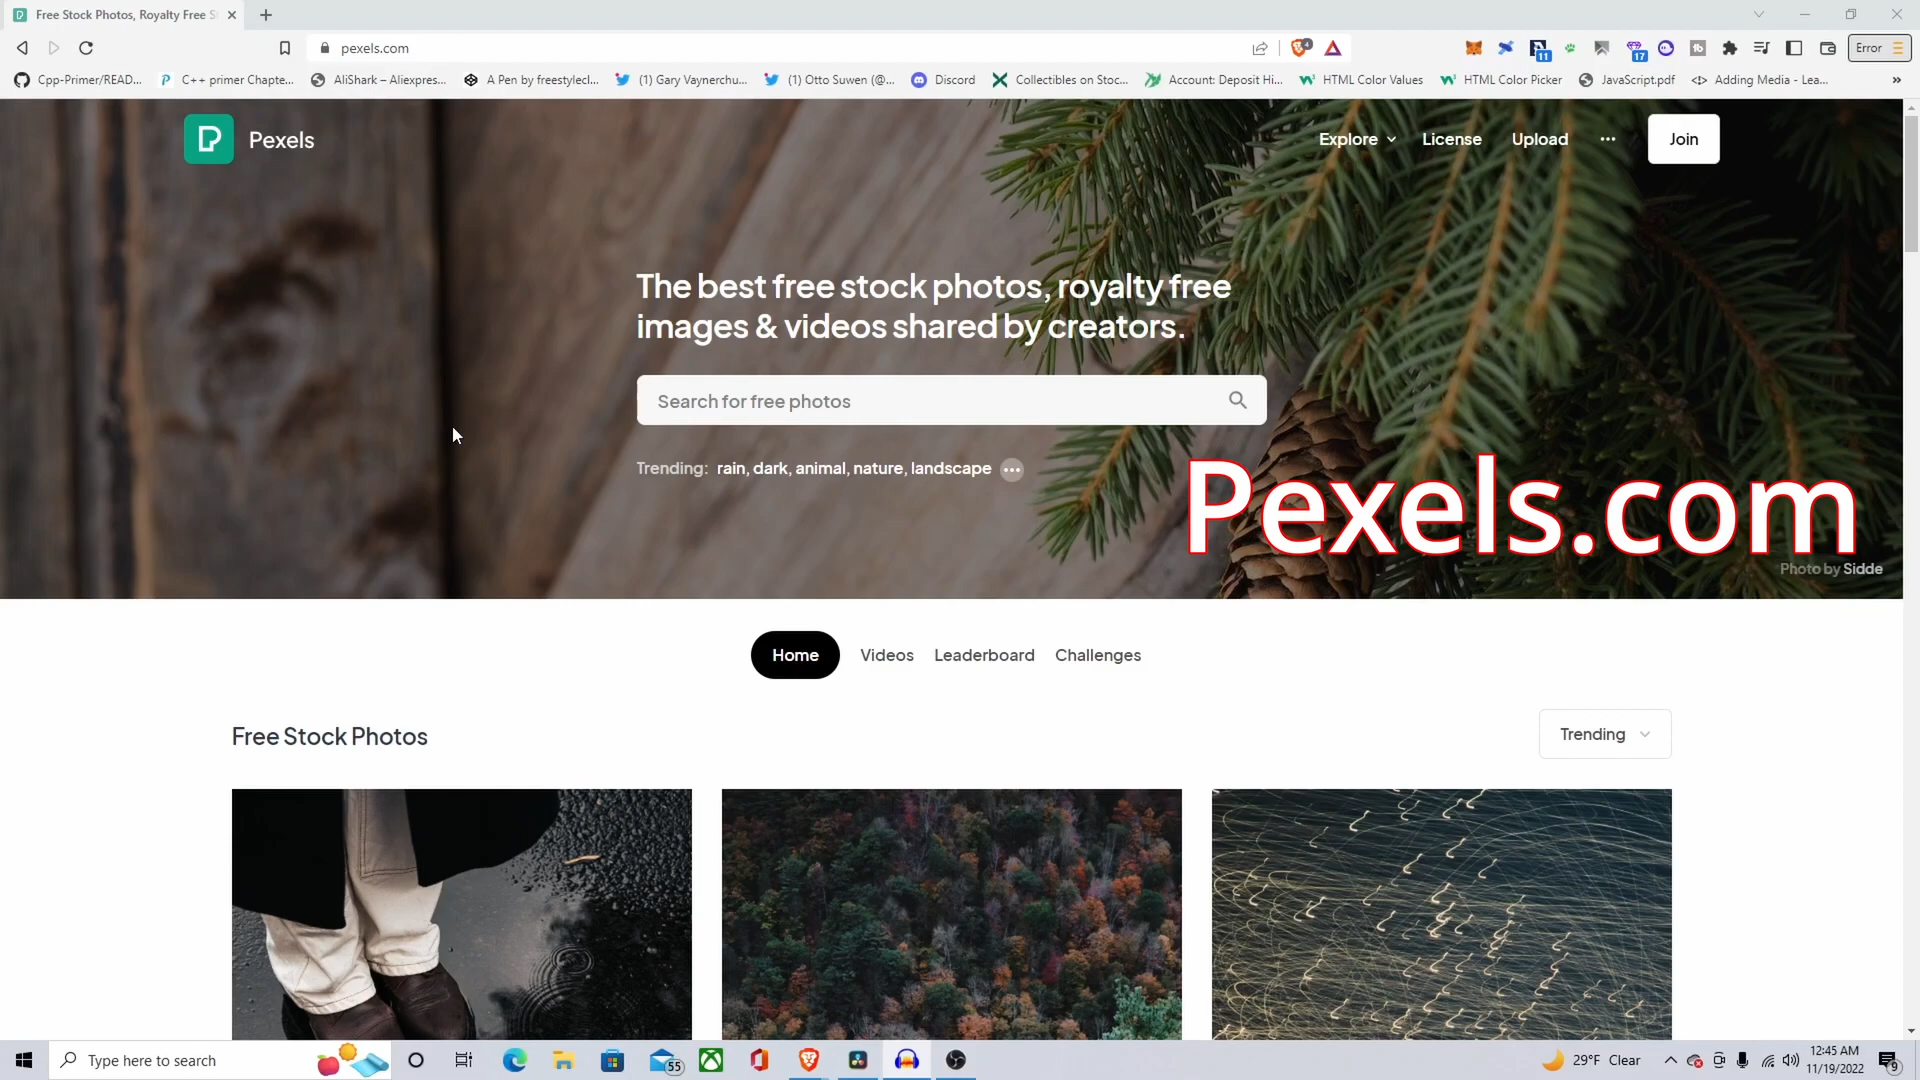 Free Stock Photos, Royalty Free S
pexels.com
4
11
17
Error
Cpp-Primer/READ...
C++ primer Chapte...
AliShark – Aliexpres...
A Pen by freestylecl...
(1) Gary Vaynerchu...
(1) Otto Suwen (@...
Discord
Collectibles on Stoc...
Account: Deposit Hi...
HTML Color Values
HTML Color Picker
JavaScript.pdf
Adding Media - Lea...
»
Pexels
Explore
License
Upload
...
Join
The best free stock photos, royalty free
images & videos shared by creators.
Search for free photos
Trending: rain, dark, animal, nature, landscape ...
Pexels.com
Photo by Sidde
Home
Videos
Leaderboard
Challenges
Free Stock Photos
Trending
Type here to search
55
29°F Clear
12:45 AM
11/19/2022
9